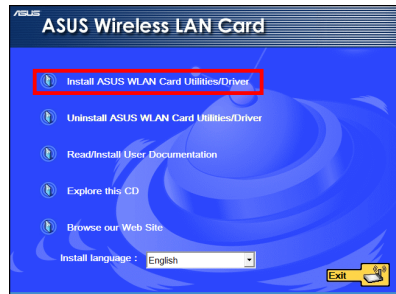 ASUS
ASUS Wireless LAN Card
Install ASUS WLAN Card Utilities/Driver
Uninstall ASUS WLAN Card Utilities/Driver
Read/Install User Documentation
Explore this CD
Browse our Web Site
Install language : English
Exit